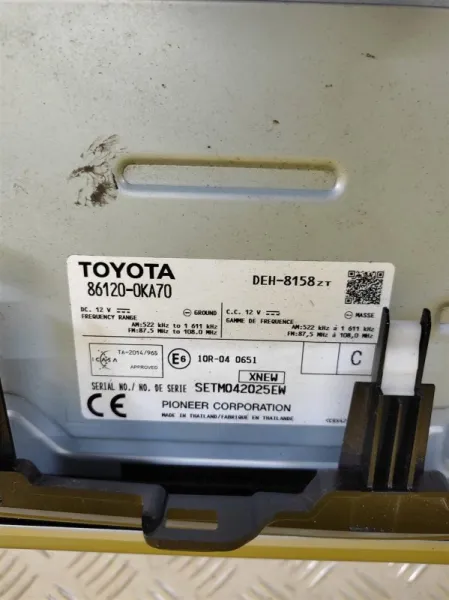 TOYOTA
86120-0KA70
DEH-8158ZT
DC. 12 V GROUND
FREQUENCY RANGE
AM:522 kHz to 1 611 kHz
FM:87.5 MHz to 108.0 MHz
C.C. 12 V MASSE
GAMME DE FREQUENCE
AM:522 kHz à 1 611 kHz
FM:87,5 MHz à 108,0 MHz
ICASA
TA-2014/965
APPROVED
E6 10R-04 0651
C
XNEW
SERIAL NO./ NO. DE SERIE SETM042025EW
CE
PIONEER CORPORATION
MADE IN THAILAND/FABRIQUE EN THAILANDE